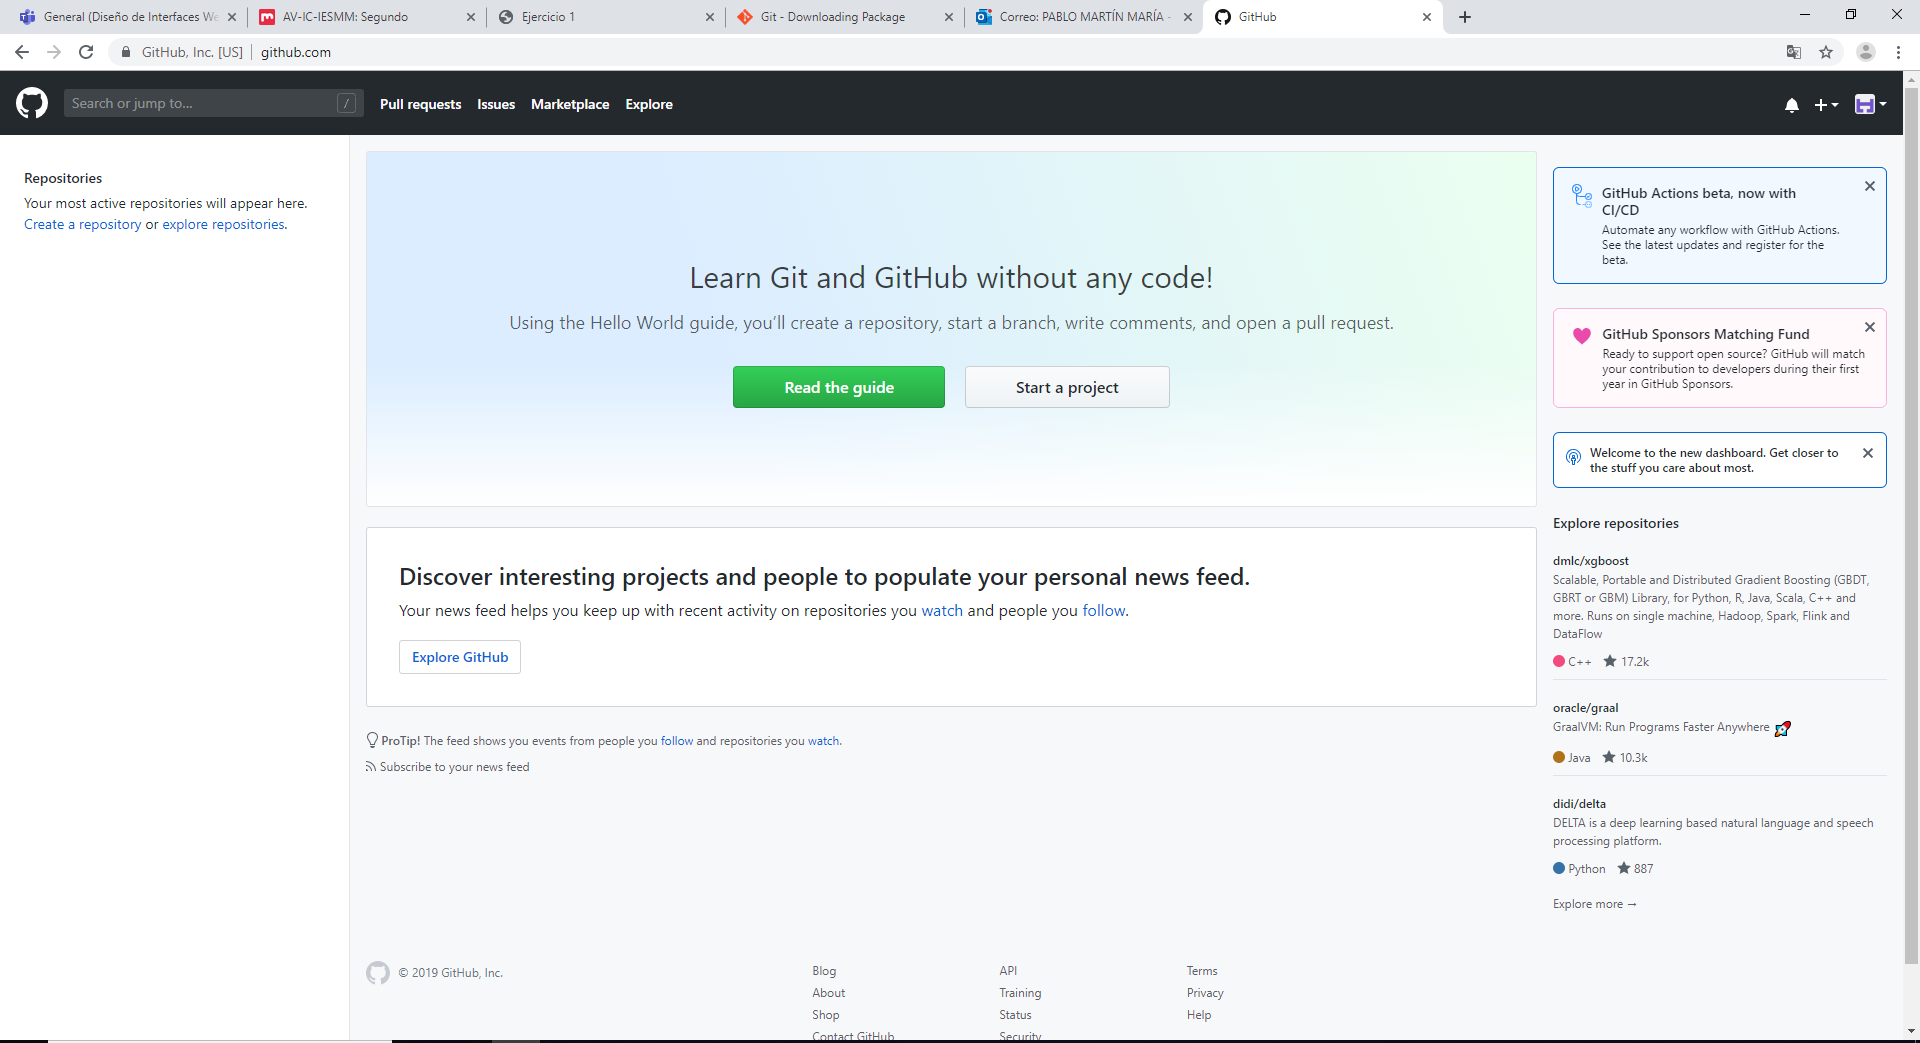 General (Diseño de Interfaces We
AV-IC-IESMM: Segundo
Ejercicio 1
Git - Downloading Package
Correo: PABLO MARTÍN MARÍA -
GitHub
GitHub, Inc. [US]
github.com
Search or jump to...
/
Pull requests
Issues
Marketplace
Explore
Repositories
Your most active repositories will appear here.
Create a repository or explore repositories.
Learn Git and GitHub without any code!
Using the Hello World guide, you’ll create a repository, start a branch, write comments, and open a pull request.
Read the guide
Start a project
Discover interesting projects and people to populate your personal news feed.
Your news feed helps you keep up with recent activity on repositories you watch and people you follow.
Explore GitHub
ProTip! The feed shows you events from people you follow and repositories you watch.
Subscribe to your news feed
GitHub Actions beta, now with
CI/CD
Automate any workflow with GitHub Actions.
See the latest updates and register for the
beta.
GitHub Sponsors Matching Fund
Ready to support open source? GitHub will match
your contribution to developers during their first
year in GitHub Sponsors.
Welcome to the new dashboard. Get closer to
the stuff you care about most.
Explore repositories
dmlc/xgboost
Scalable, Portable and Distributed Gradient Boosting (GBDT,
GBRT or GBM) Library, for Python, R, Java, Scala, C++ and
more. Runs on single machine, Hadoop, Spark, Flink and
DataFlow
C++ 17.2k
oracle/graal
GraalVM: Run Programs Faster Anywhere
Java 10.3k
didi/delta
DELTA is a deep learning based natural language and speech
processing platform.
Python 887
Explore more →
© 2019 GitHub, Inc.
Blog
About
Shop
Contact GitHub
API
Training
Status
Security
Terms
Privacy
Help